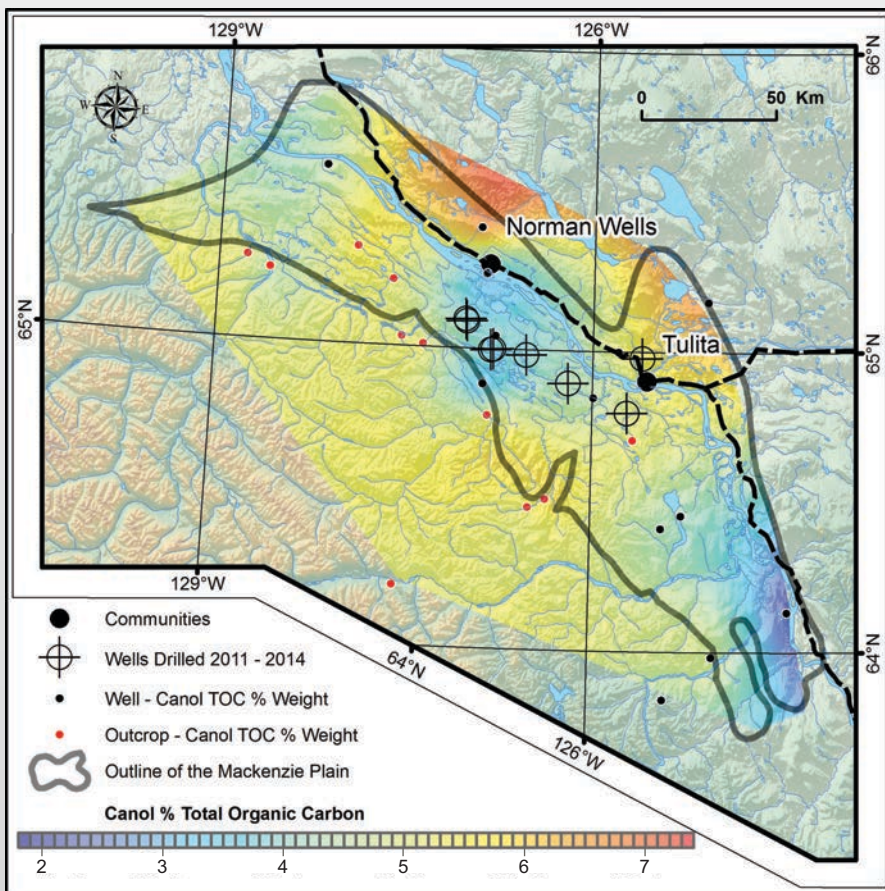 129°W
126°W
66°N
N
W E
S
0 50 Km
Norman Wells
65°N
65°N
Tulita
129°W
64°N
64°N
126°W
Communities
Wells Drilled 2011 - 2014
Well - Canol TOC % Weight
Outcrop - Canol TOC % Weight
Outline of the Mackenzie Plain
Canol % Total Organic Carbon
2 3 4 5 6 7